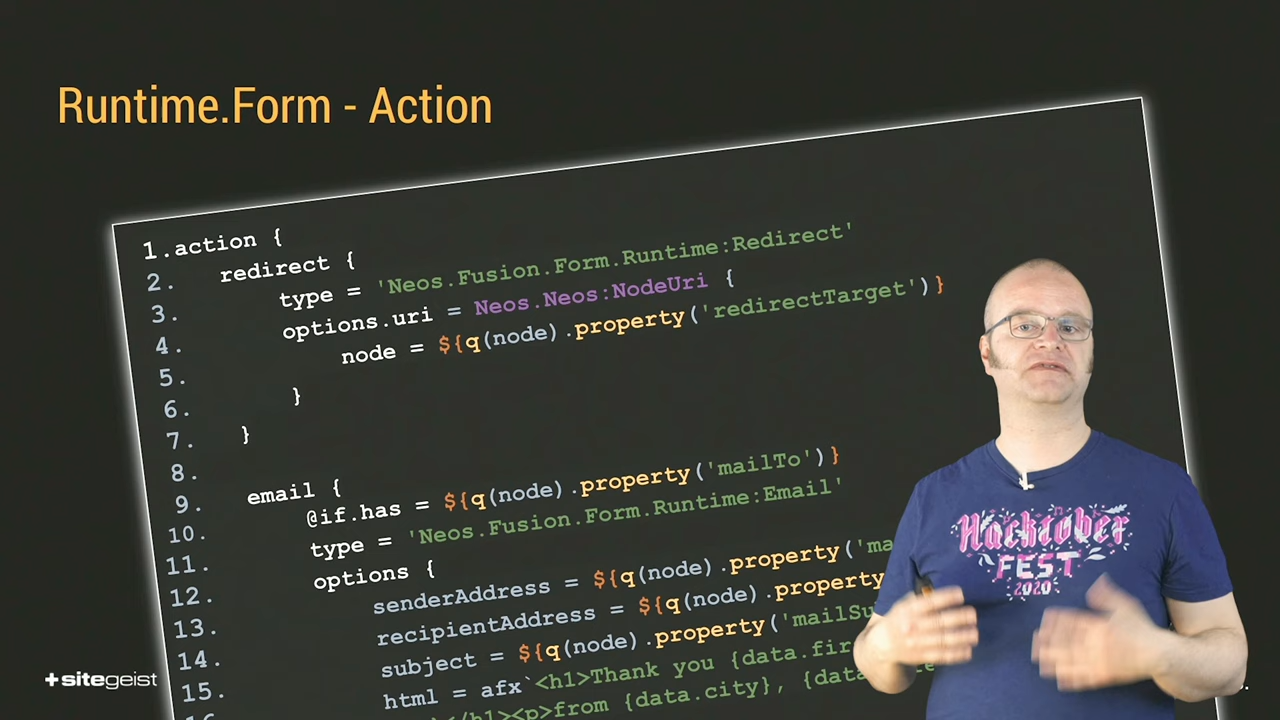 Runtime.Form - Action
1.action {
2. redirect {
3. type = 'Neos.Fusion.Form.Runtime:Redirect'
4. options.uri = Neos.Neos:NodeUri {
5. node = ${q(node).property('redirectTarget')}
6. }
7. }
8.
9. email {
10. @if.has = ${q(node).property('mailTo')}
11. type = 'Neos.Fusion.Form.Runtime:Email'
12. options {
13. senderAddress = ${q(node).property('ma
14. recipientAddress = ${q(node).property
15. subject = ${q(node).property('mailSu
html = afx`<h1>Thank you {data.fir
</h1><p>from {data.city},
Hacktober
FEST
2020
+sitegeist